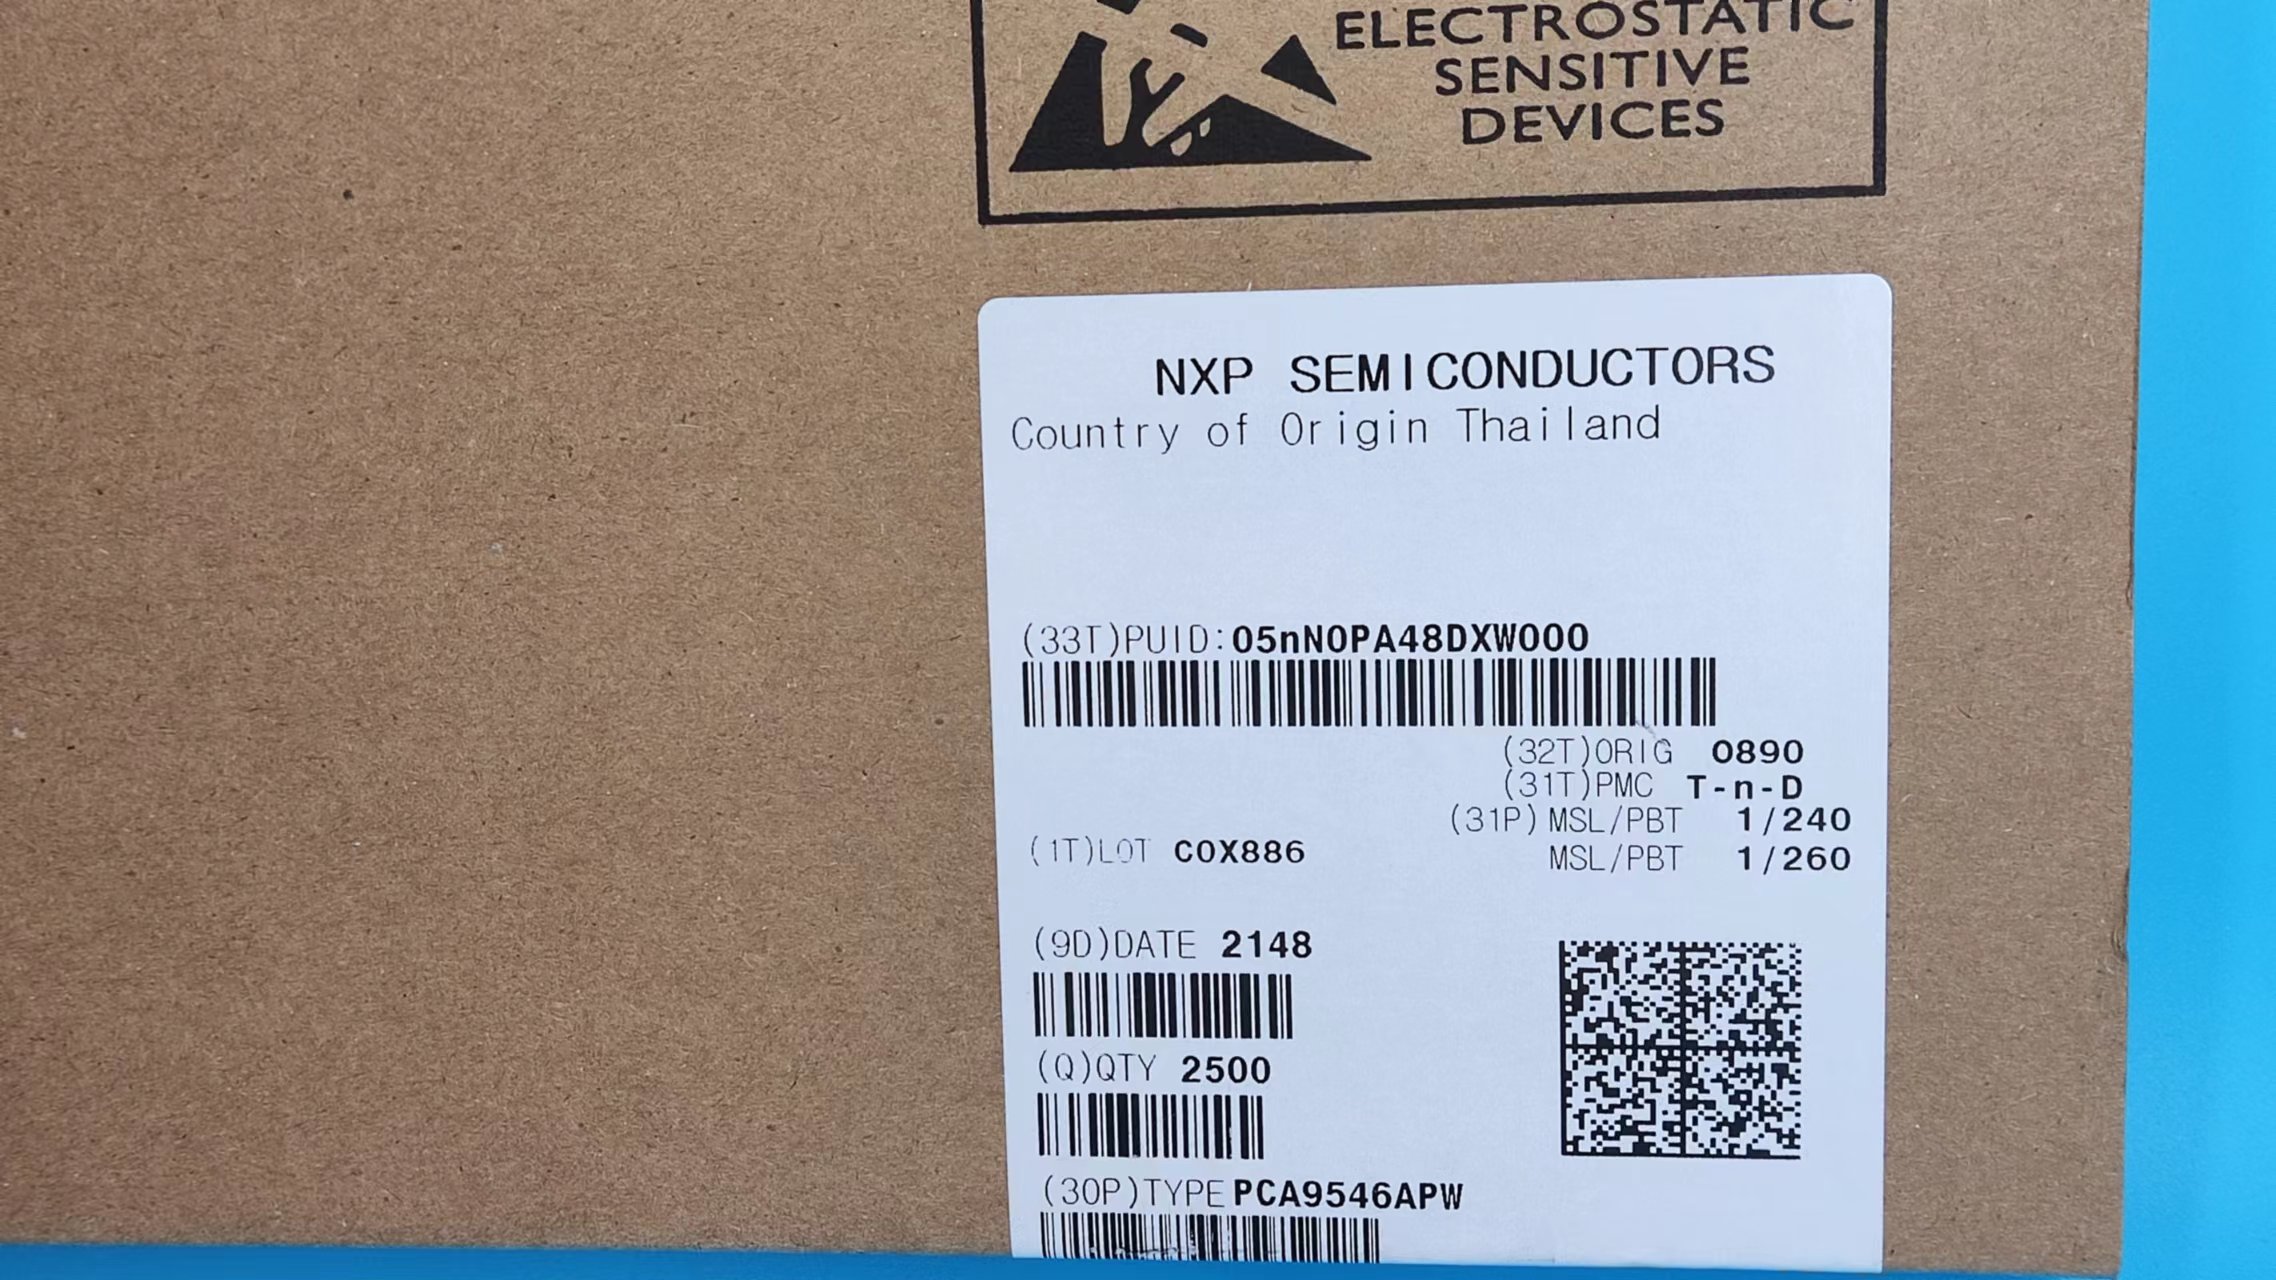 ELECTROSTATIC
SENSITIVE
DEVICES
NXP SEMICONDUCTORS
Country of Origin Thailand
(33T)PUID:05nN0PA48DXW000
(32T)ORIG 0890
(31T)PMC T-n-D
(31P) MSL/PBT 1/240
(1T)LOT COX886
MSL/PBT 1/260
(9D)DATE 2148
(Q)QTY 2500
(30P)TYPE PCA9546APW